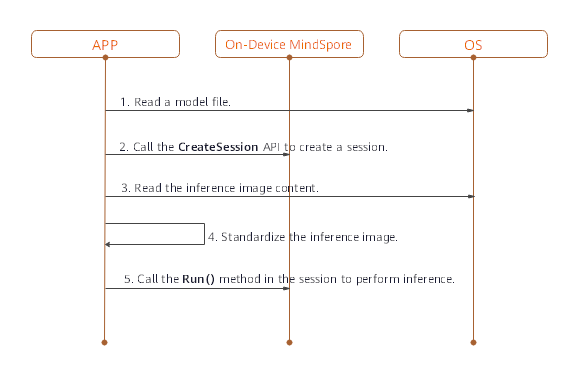 APP
On-Device MindSpore
OS
1. Read a model file.
2. Call the CreateSession API to create a session.
3. Read the inference image content.
4. Standardize the inference image.
5. Call the Run() method in the session to perform inference.